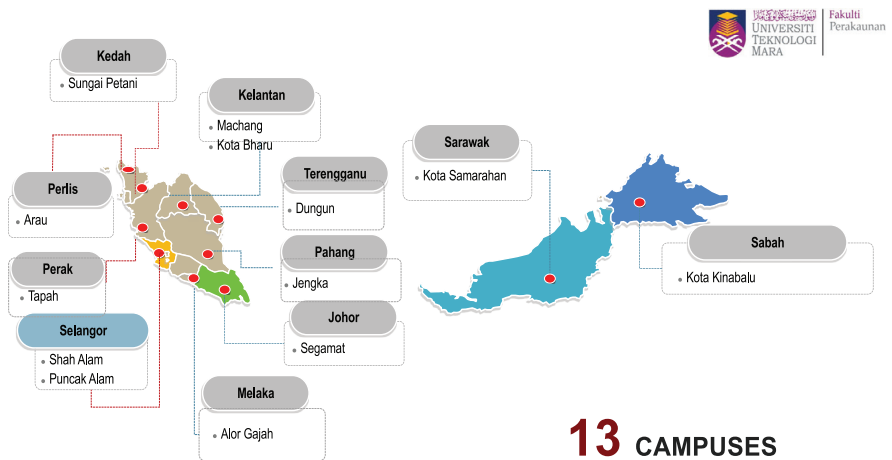 UNIVERSITI
TEKNOLOGI
MARA
Fakulti
Perakaunan
Kedah
• Sungai Petani
Kelantan
• Machang
• Kota Bharu
Sarawak
• Kota Samarahan
Terengganu
• Dungun
Perlis
• Arau
Sabah
• Kota Kinabalu
Pahang
• Jengka
Perak
• Tapah
Johor
• Segamat
Selangor
• Shah Alam
• Puncak Alam
Melaka
• Alor Gajah
13 CAMPUSES